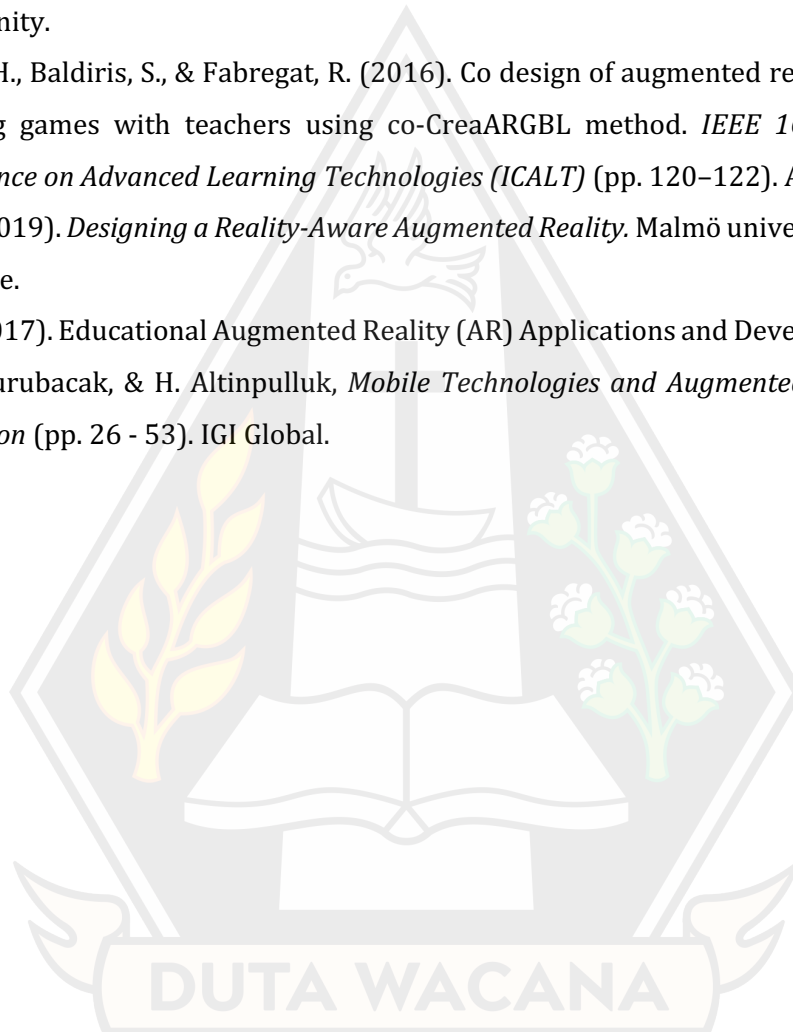 nity.
H., Baldiris, S., & Fabregat, R. (2016). Co design of augmented re
g games with teachers using co-CreaARGBL method. IEEE 1
nce on Advanced Learning Technologies (ICALT) (pp. 120–122). A
019). Designing a Reality-Aware Augmented Reality. Malmö unive
e.
017). Educational Augmented Reality (AR) Applications and Deve
urubacak, & H. Altinpulluk, Mobile Technologies and Augmente
on (pp. 26 - 53). IGI Global.
DUTA WACANA